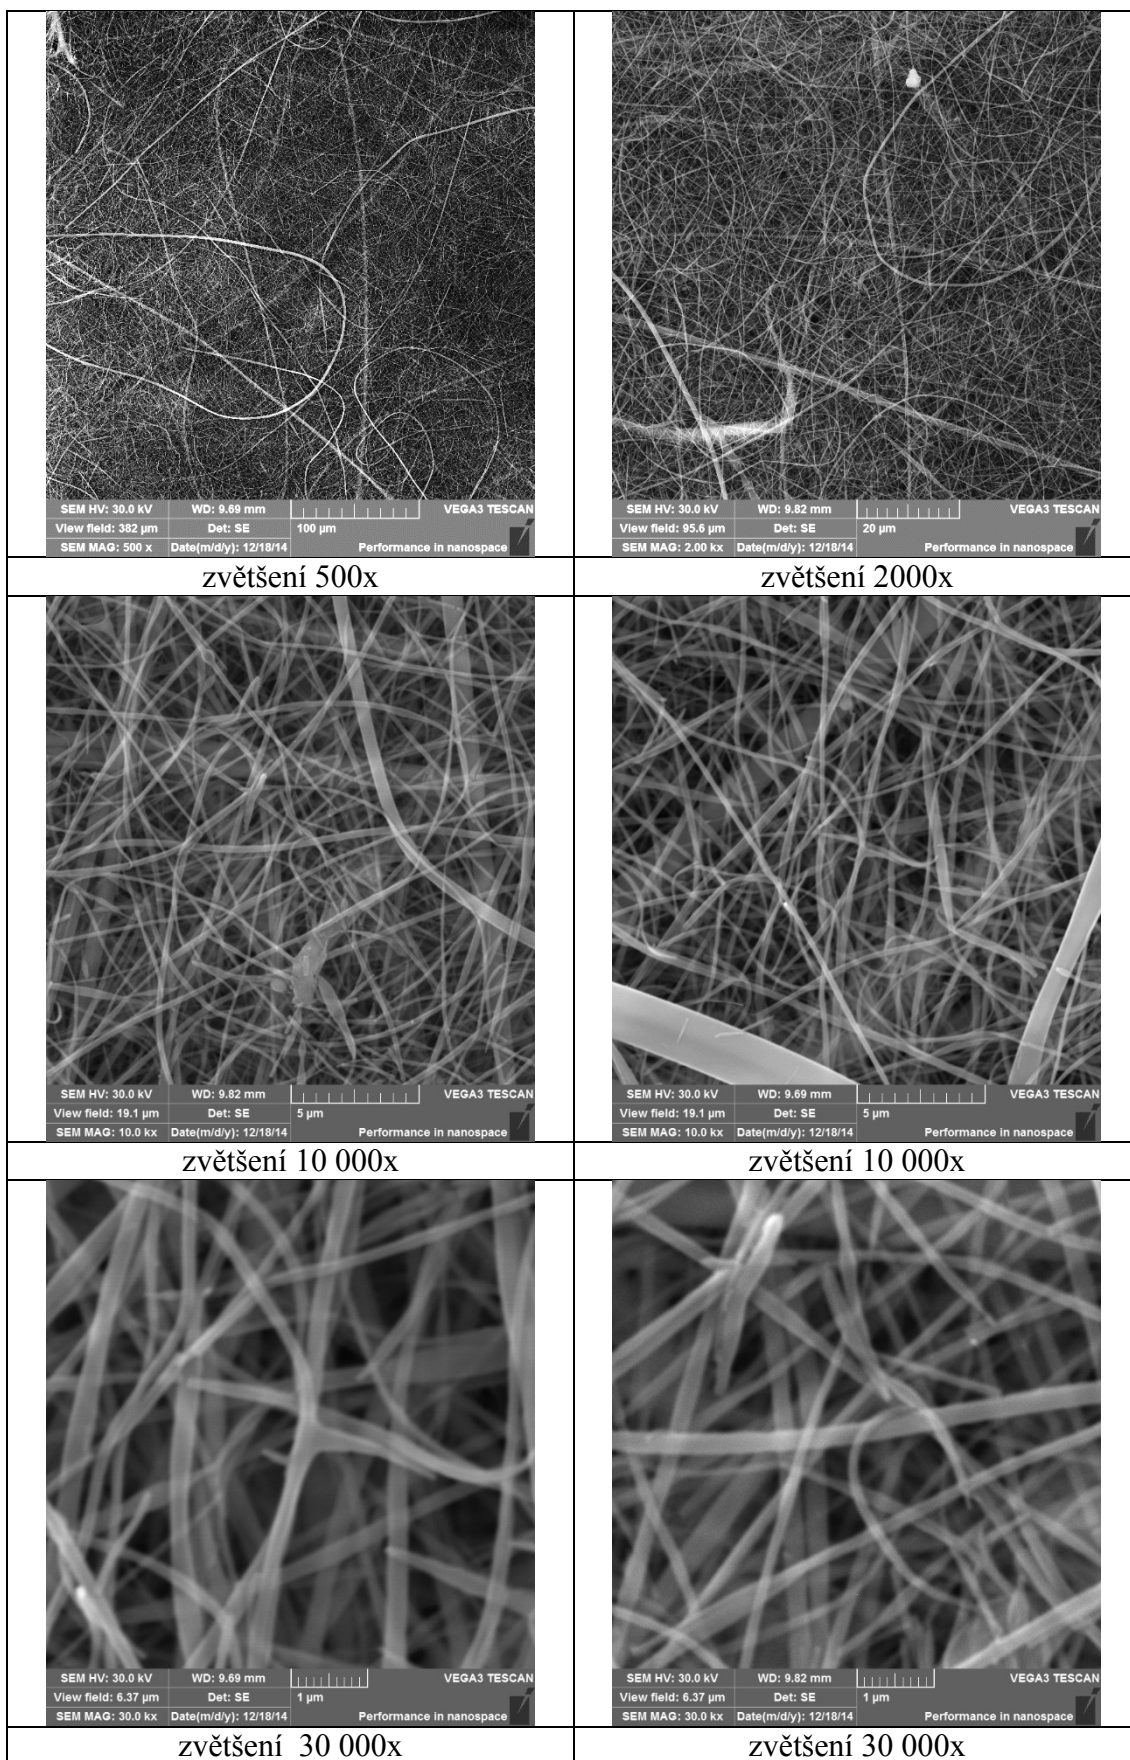 SEM HV: 30.0 kV WD: 9.69 mm VEGA3 TESCAN
View field: 382 µm Det: SE 100 µm
SEM MAG: 500 x Date(m/d/y): 12/18/14 Performance in nanospace
SEM HV: 30.0 kV WD: 9.82 mm VEGA3 TESCAN
View field: 95.6 µm Det: SE 20 µm
SEM MAG: 2.00 kx Date(m/d/y): 12/18/14 Performance in nanospace
zvětšení 500x
zvětšení 2000x
SEM HV: 30.0 kV WD: 9.82 mm VEGA3 TESCAN
View field: 19.1 µm Det: SE 5 µm
SEM MAG: 10.0 kx Date(m/d/y): 12/18/14 Performance in nanospace
SEM HV: 30.0 kV WD: 9.69 mm VEGA3 TESCAN
View field: 19.1 µm Det: SE 5 µm
SEM MAG: 10.0 kx Date(m/d/y): 12/18/14 Performance in nanospace
zvětšení 10 000x
zvětšení 10 000x
SEM HV: 30.0 kV WD: 9.69 mm VEGA3 TESCAN
View field: 6.37 µm Det: SE 1 µm
SEM MAG: 30.0 kx Date(m/d/y): 12/18/14 Performance in nanospace
SEM HV: 30.0 kV WD: 9.82 mm VEGA3 TESCAN
View field: 6.37 µm Det: SE 1 µm
SEM MAG: 30.0 kx Date(m/d/y): 12/18/14 Performance in nanospace
zvětšení 30 000x
zvětšení 30 000x